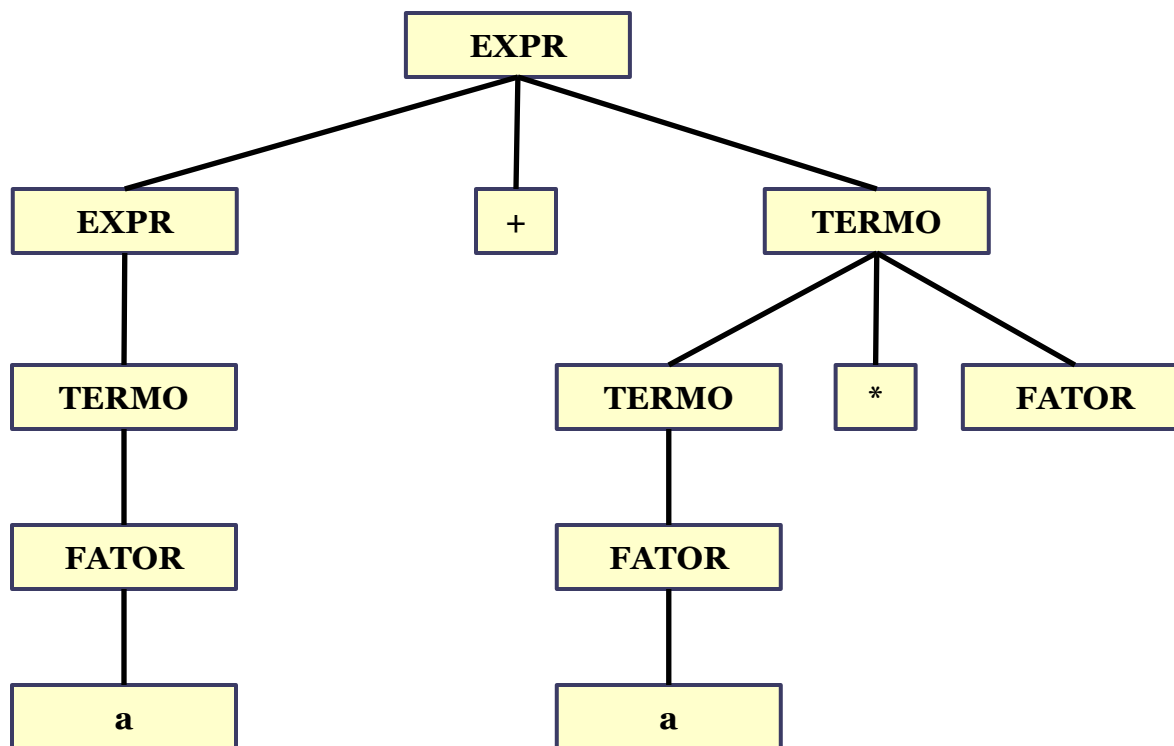 EXPR
EXPR + TERMO
TERMO TERMO * FATOR
FATOR FATOR
a a